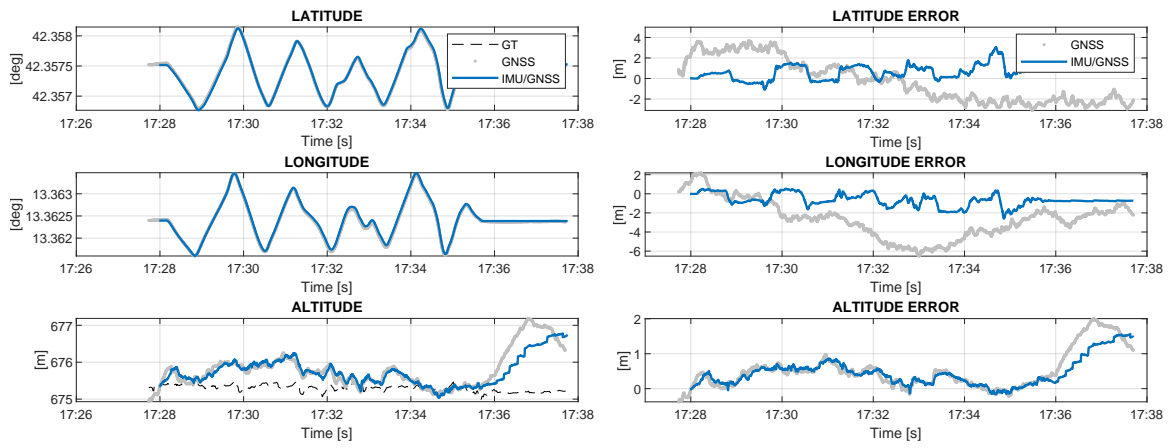 LATITUDE
42.358
42.3575
42.357
[deg]
GT
GNSS
IMU/GNSS
17:26 17:28 17:30 17:32 17:34 17:36 17:38
Time [s]
LATITUDE ERROR
4
2
0
-2
[m]
GNSS
IMU/GNSS
17:28 17:30 17:32 17:34 17:36 17:38
Time [s]
LONGITUDE
13.363
13.3625
13.362
[deg]
17:26 17:28 17:30 17:32 17:34 17:36 17:38
Time [s]
LONGITUDE ERROR
2
0
-2
-4
-6
[m]
17:28 17:30 17:32 17:34 17:36 17:38
Time [s]
ALTITUDE
677
676
675
[m]
17:26 17:28 17:30 17:32 17:34 17:36 17:38
Time [s]
ALTITUDE ERROR
2
1
0
[m]
17:28 17:30 17:32 17:34 17:36 17:38
Time [s]